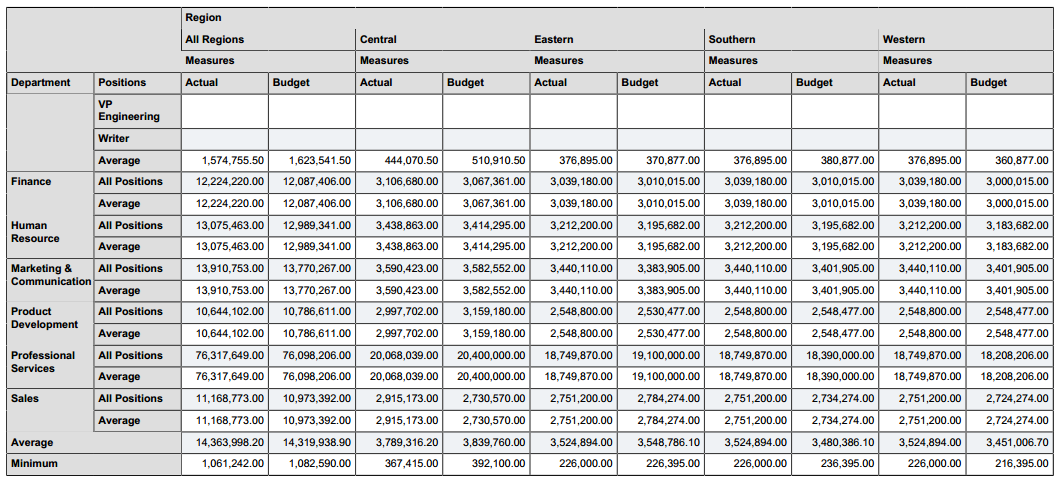 Region
All Regions Central Eastern Southern Western
Measures Measures Measures Measures Measures
Department Positions Actual Budget Actual Budget Actual Budget Actual Budget Actual Budget
VP
Engineering
Writer
Average 1,574,755.50 1,623,541.50 444,070.50 510,910.50 376,895.00 370,877.00 376,895.00 380,877.00 376,895.00 360,877.00
Finance All Positions 12,224,220.00 12,087,406.00 3,106,680.00 3,067,361.00 3,039,180.00 3,010,015.00 3,039,180.00 3,010,015.00 3,039,180.00 3,000,015.00
Average 12,224,220.00 12,087,406.00 3,106,680.00 3,067,361.00 3,039,180.00 3,010,015.00 3,039,180.00 3,010,015.00 3,039,180.00 3,000,015.00
Human
Resource All Positions 13,075,463.00 12,989,341.00 3,438,863.00 3,414,295.00 3,212,200.00 3,195,682.00 3,212,200.00 3,195,682.00 3,212,200.00 3,183,682.00
Average 13,075,463.00 12,989,341.00 3,438,863.00 3,414,295.00 3,212,200.00 3,195,682.00 3,212,200.00 3,195,682.00 3,212,200.00 3,183,682.00
Marketing &
Communication All Positions 13,910,753.00 13,770,267.00 3,590,423.00 3,582,552.00 3,440,110.00 3,383,905.00 3,440,110.00 3,401,905.00 3,440,110.00 3,401,905.00
Average 13,910,753.00 13,770,267.00 3,590,423.00 3,582,552.00 3,440,110.00 3,383,905.00 3,440,110.00 3,401,905.00 3,440,110.00 3,401,905.00
Product
Development All Positions 10,644,102.00 10,786,611.00 2,997,702.00 3,159,180.00 2,548,800.00 2,530,477.00 2,548,800.00 2,548,477.00 2,548,800.00 2,548,477.00
Average 10,644,102.00 10,786,611.00 2,997,702.00 3,159,180.00 2,548,800.00 2,530,477.00 2,548,800.00 2,548,477.00 2,548,800.00 2,548,477.00
Professional
Services All Positions 76,317,649.00 76,098,206.00 20,068,039.00 20,400,000.00 18,749,870.00 19,100,000.00 18,749,870.00 18,390,000.00 18,749,870.00 18,208,206.00
Average 76,317,649.00 76,098,206.00 20,068,039.00 20,400,000.00 18,749,870.00 19,100,000.00 18,749,870.00 18,390,000.00 18,749,870.00 18,208,206.00
Sales All Positions 11,168,773.00 10,973,392.00 2,915,173.00 2,730,570.00 2,751,200.00 2,784,274.00 2,751,200.00 2,734,274.00 2,751,200.00 2,724,274.00
Average 11,168,773.00 10,973,392.00 2,915,173.00 2,730,570.00 2,751,200.00 2,784,274.00 2,751,200.00 2,734,274.00 2,751,200.00 2,724,274.00
Average 14,363,998.20 14,319,938.90 3,789,316.20 3,839,760.00 3,524,894.00 3,548,786.10 3,524,894.00 3,480,386.10 3,524,894.00 3,451,006.70
Minimum 1,061,242.00 1,082,590.00 367,415.00 392,100.00 226,000.00 226,395.00 226,000.00 236,395.00 226,000.00 216,395.00